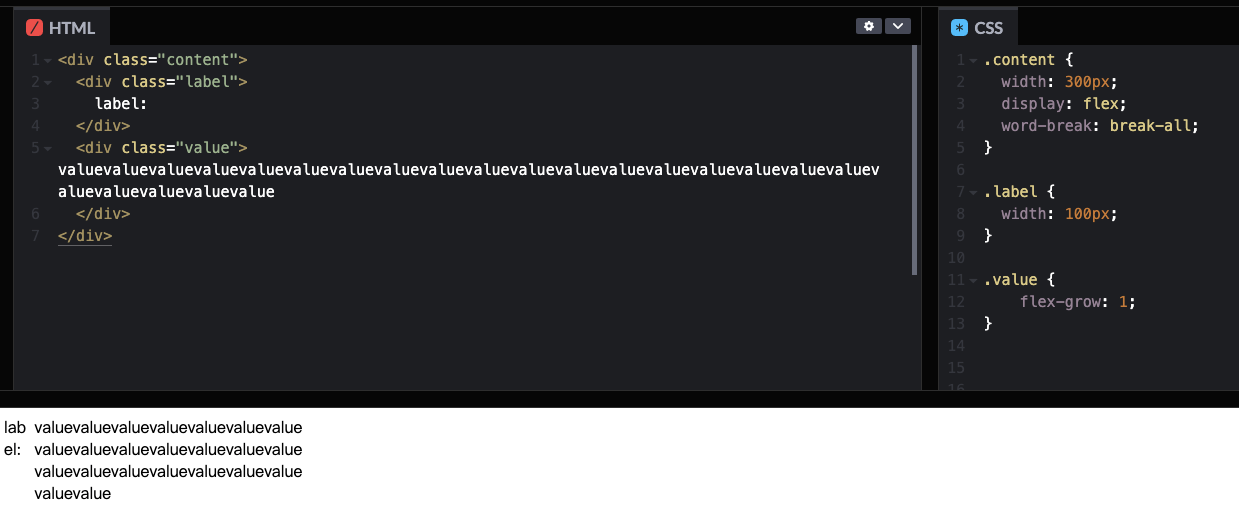 HTML
1 <div class="content">
2 <div class="label">
3 label:
4 </div>
5 <div class="value">
valuevaluevaluevaluevaluevaluevaluevaluevaluevaluevaluevaluevaluevaluevaluevaluevaluevaluev
aluevaluevaluevaluevalue
6 </div>
7 </div>
CSS
1 .content {
2 width: 300px;
3 display: flex;
4 word-break: break-all;
5 }
6
7 .label {
8 width: 100px;
9 }
10
11 .value {
12 flex-grow: 1;
13 }
14
15
16
lab valuevaluevaluevaluevaluevaluevalue
el: valuevaluevaluevaluevaluevaluevalue
valuevaluevaluevaluevaluevaluevalue
valuevalue